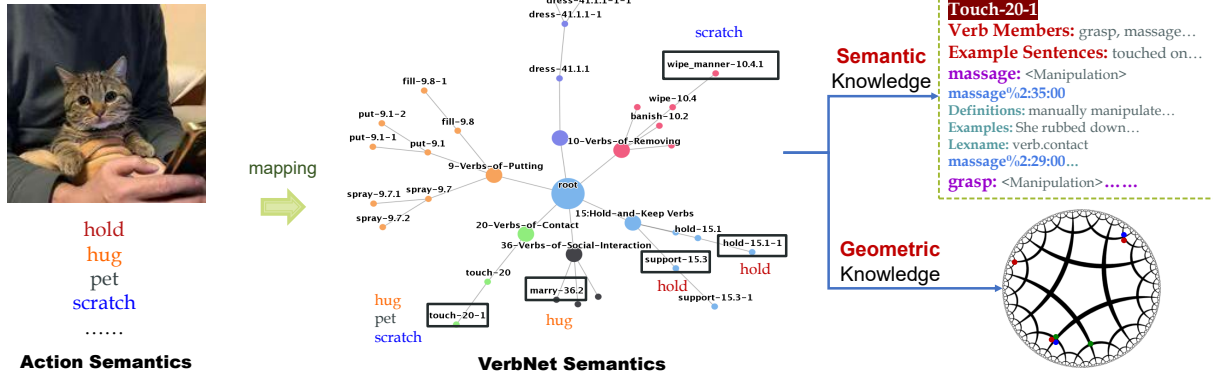 hold
hug
pet
scratch
……
Action Semantics
mapping
dress-41.1.1-1
dress-41.1.1
scratch
wipe_manner-10.4.1
wipe-10.4
banish-10.2
10-Verbs-of-Removing
fill-9.8-1
fill-9.8
put-9.1-2
put-9.1-1
put-9.1
9-Verbs-of-Putting
spray-9.7.1
spray-9.7
spray-9.7.2
root
15:Hold-and-Keep Verbs
20-Verbs-of-Contact
hold-15.1
hold-15.1-1
hold
36-Verbs-of-Social-Interaction
support-15.3
hold
support-15.3-1
touch-20
marry-36.2
hug
hug
pet
scratch
touch-20-1
VerbNet Semantics
Semantic
Knowledge
Geometric
Knowledge
Touch-20-1
Verb Members: grasp, massage…
Example Sentences: touched on…
massage: <Manipulation>
massage%2:35:00
Definitions: manually manipulate…
Examples: She rubbed down…
Lexname: verb.contact
massage%2:29:00…
grasp: <Manipulation>……